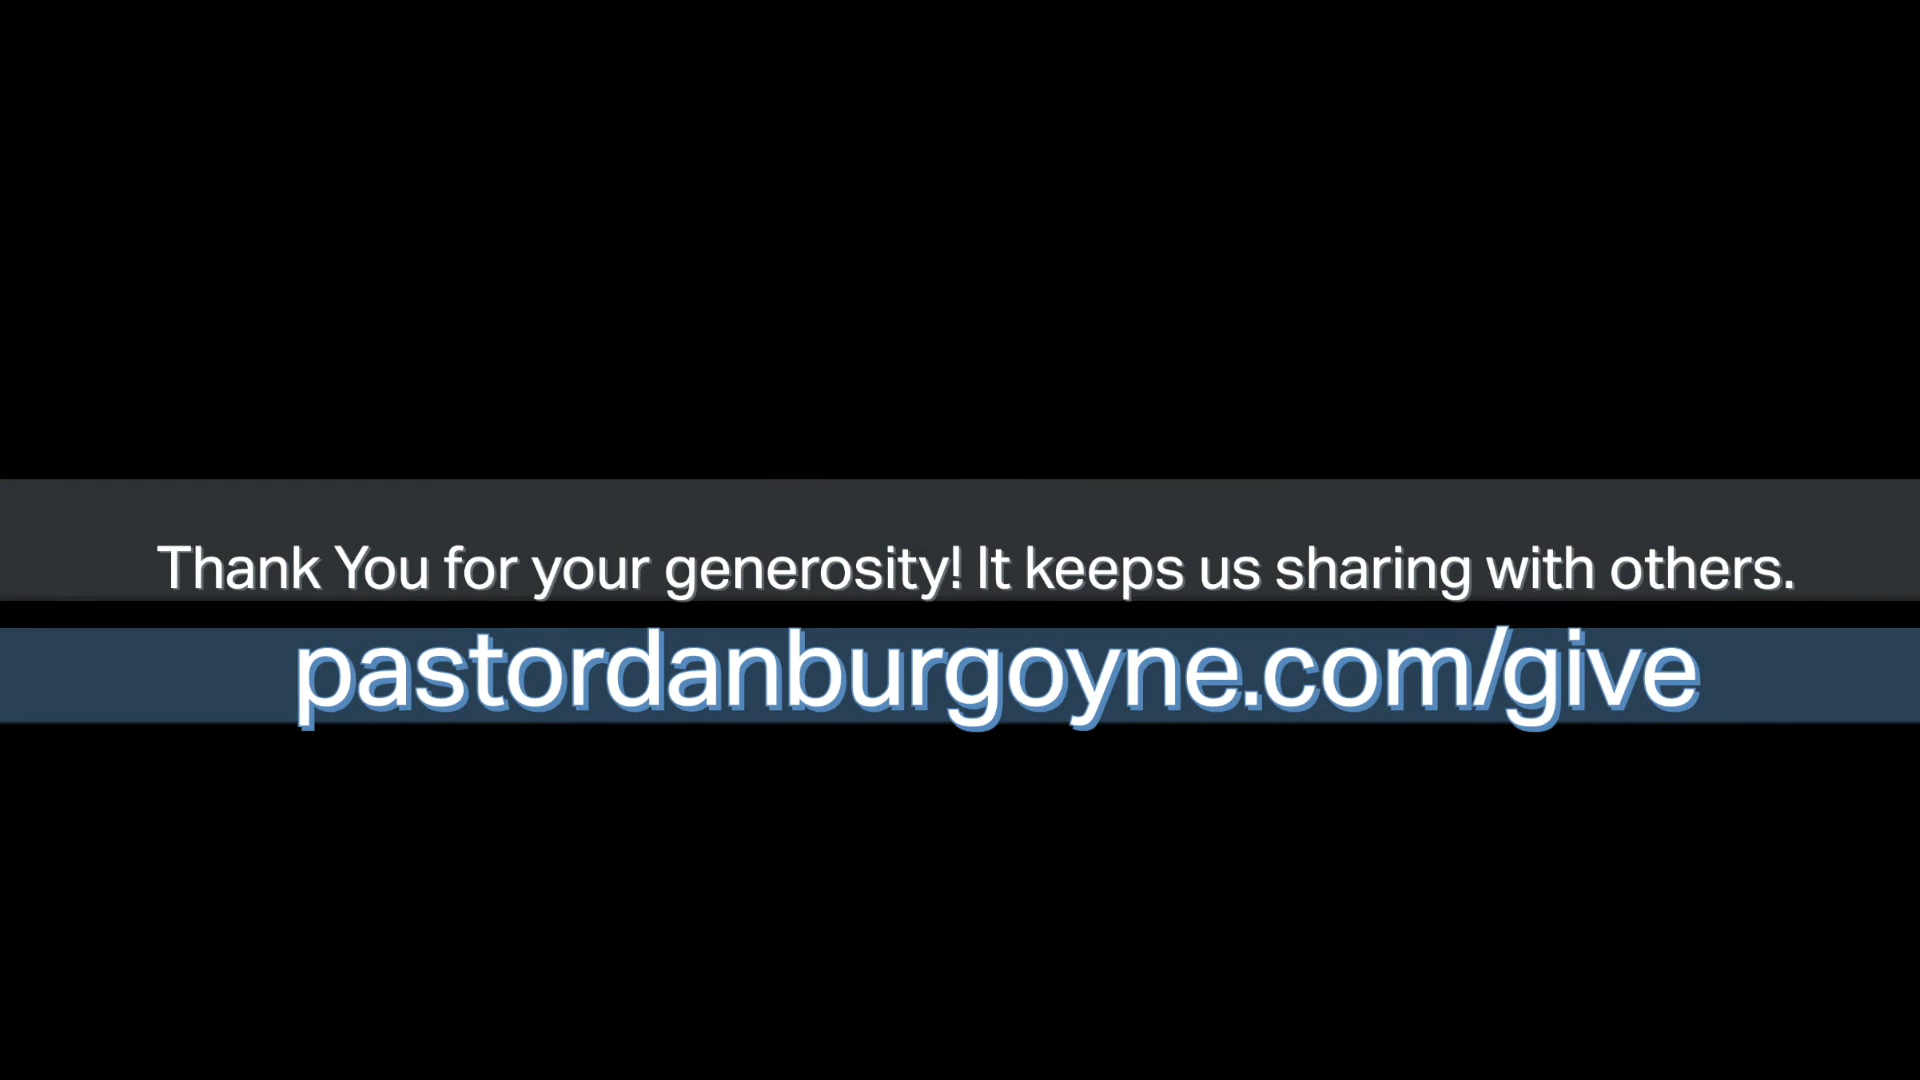 Thank You for your generosity! It keeps us sharing with others.
pastordanburgoyne.com/give